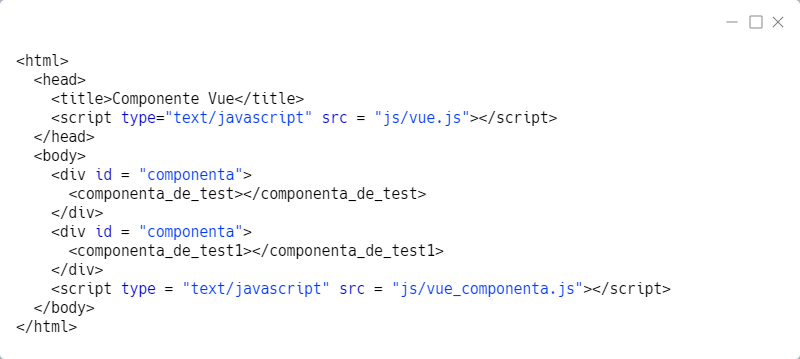 <html>
<head>
<title>Componente Vue</title>
<script type="text/javascript" src = "js/vue.js"></script>
</head>
<body>
<div id = "componenta">
<componenta_de_test></componenta_de_test>
</div>
<div id = "componenta">
<componenta_de_test1></componenta_de_test1>
</div>
<script type = "text/javascript" src = "js/vue_componenta.js"></script>
</body>
</html>